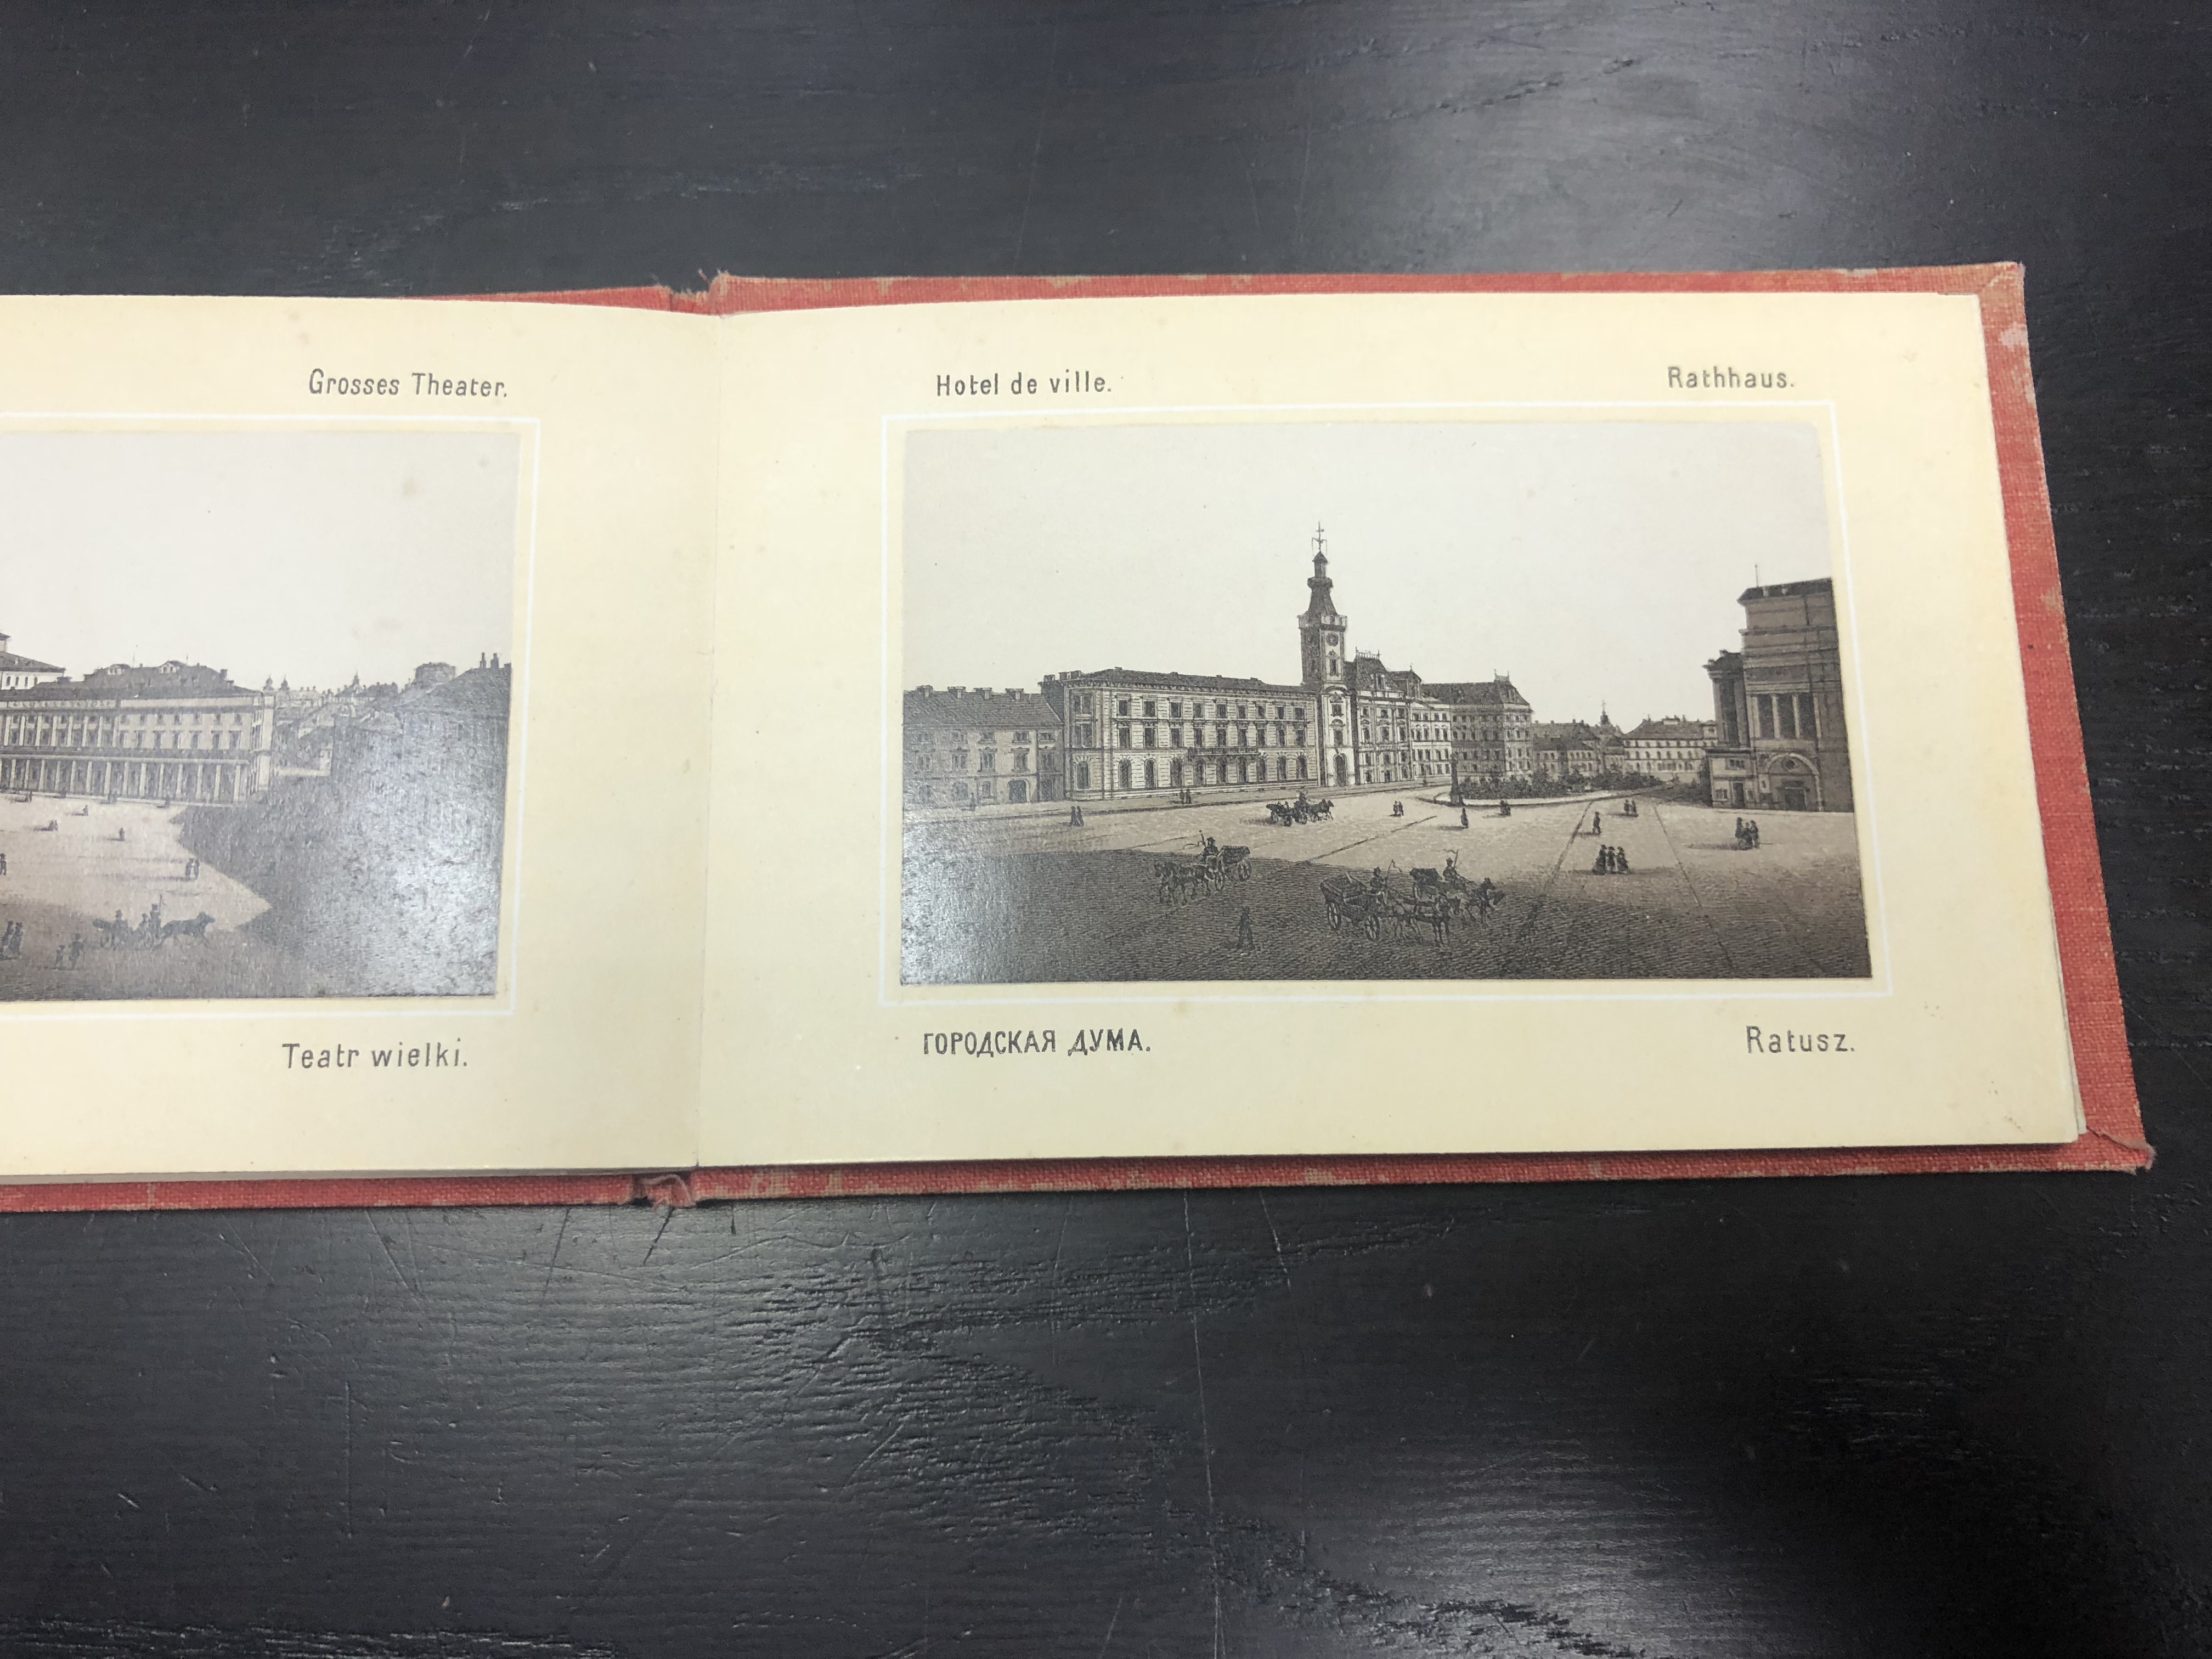 Grosses Theater.
Teatr wielki.
Hotel de ville.
Rathhaus.
ГОРОДСКАЯ ДУМА.
Ratusz.